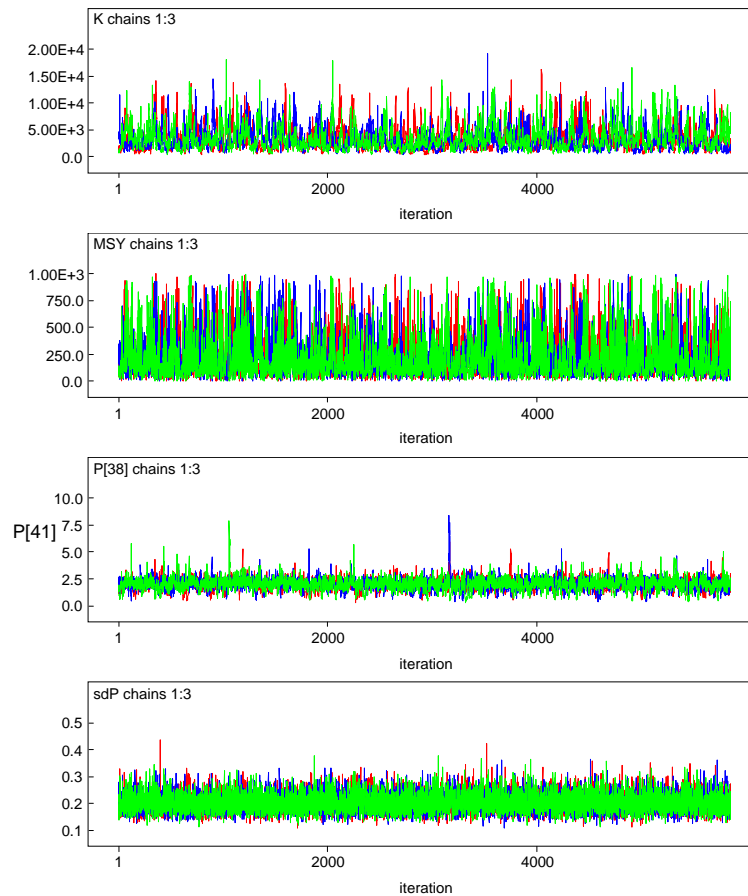 K chains 1:3
2.00E+4
1.50E+4
1.00E+4
5.00E+3
0.0
1 2000 4000
iteration
MSY chains 1:3
1.00E+3
750.0
500.0
250.0
0.0
1 2000 4000
iteration
P[38] chains 1:3
10.0
P[41] 7.5
5.0
2.5
0.0
1 2000 4000
iteration
sdP chains 1:3
0.5
0.4
0.3
0.2
0.1
1 2000 4000
iteration